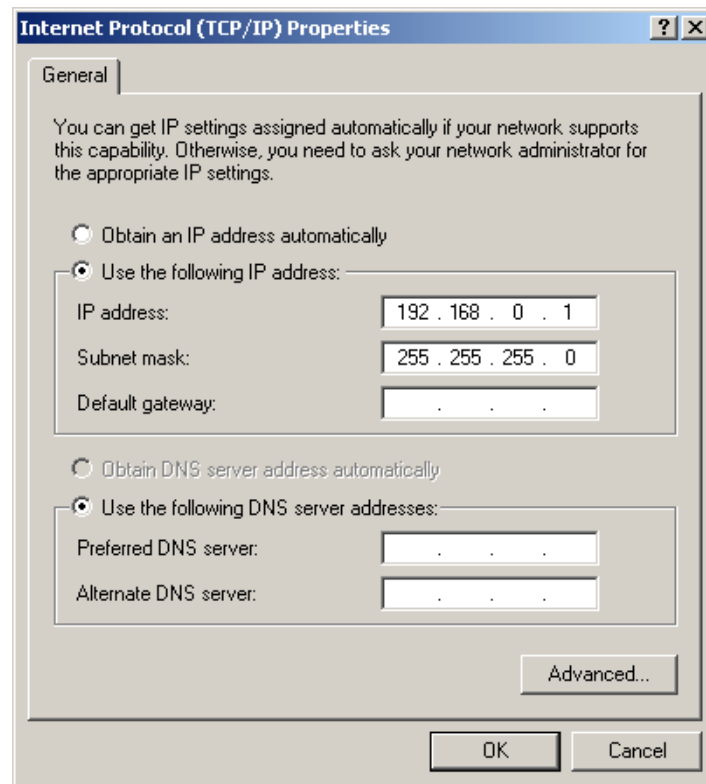 Internet Protocol (TCP/IP) Properties
General
You can get IP settings assigned automatically if your network supports
this capability. Otherwise, you need to ask your network administrator for
the appropriate IP settings.
Obtain an IP address automatically
Use the following IP address:
IP address: 192 . 168 . 0 . 1
Subnet mask: 255 . 255 . 255 . 0
Default gateway: . . .
Obtain DNS server address automatically
Use the following DNS server addresses:
Preferred DNS server: . . .
Alternate DNS server: . . .
Advanced...
OK Cancel